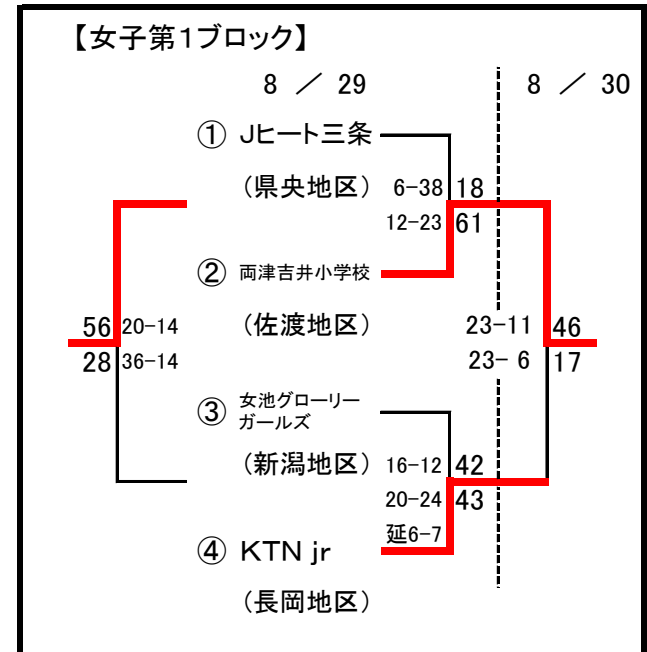 【女子第1ブロック】
8 ／ 29
8 ／ 30
① Jヒート三条
（県央地区）
6-38 18
12-23 61
② 両津吉井小学校
（佐渡地区）
56 20-14
28 36-14
23-11 46
23- 6 17
③ 女池グローリー
ガールズ
（新潟地区）
16-12 42
20-24 43
延6-7
④ KTN jr
（長岡地区）